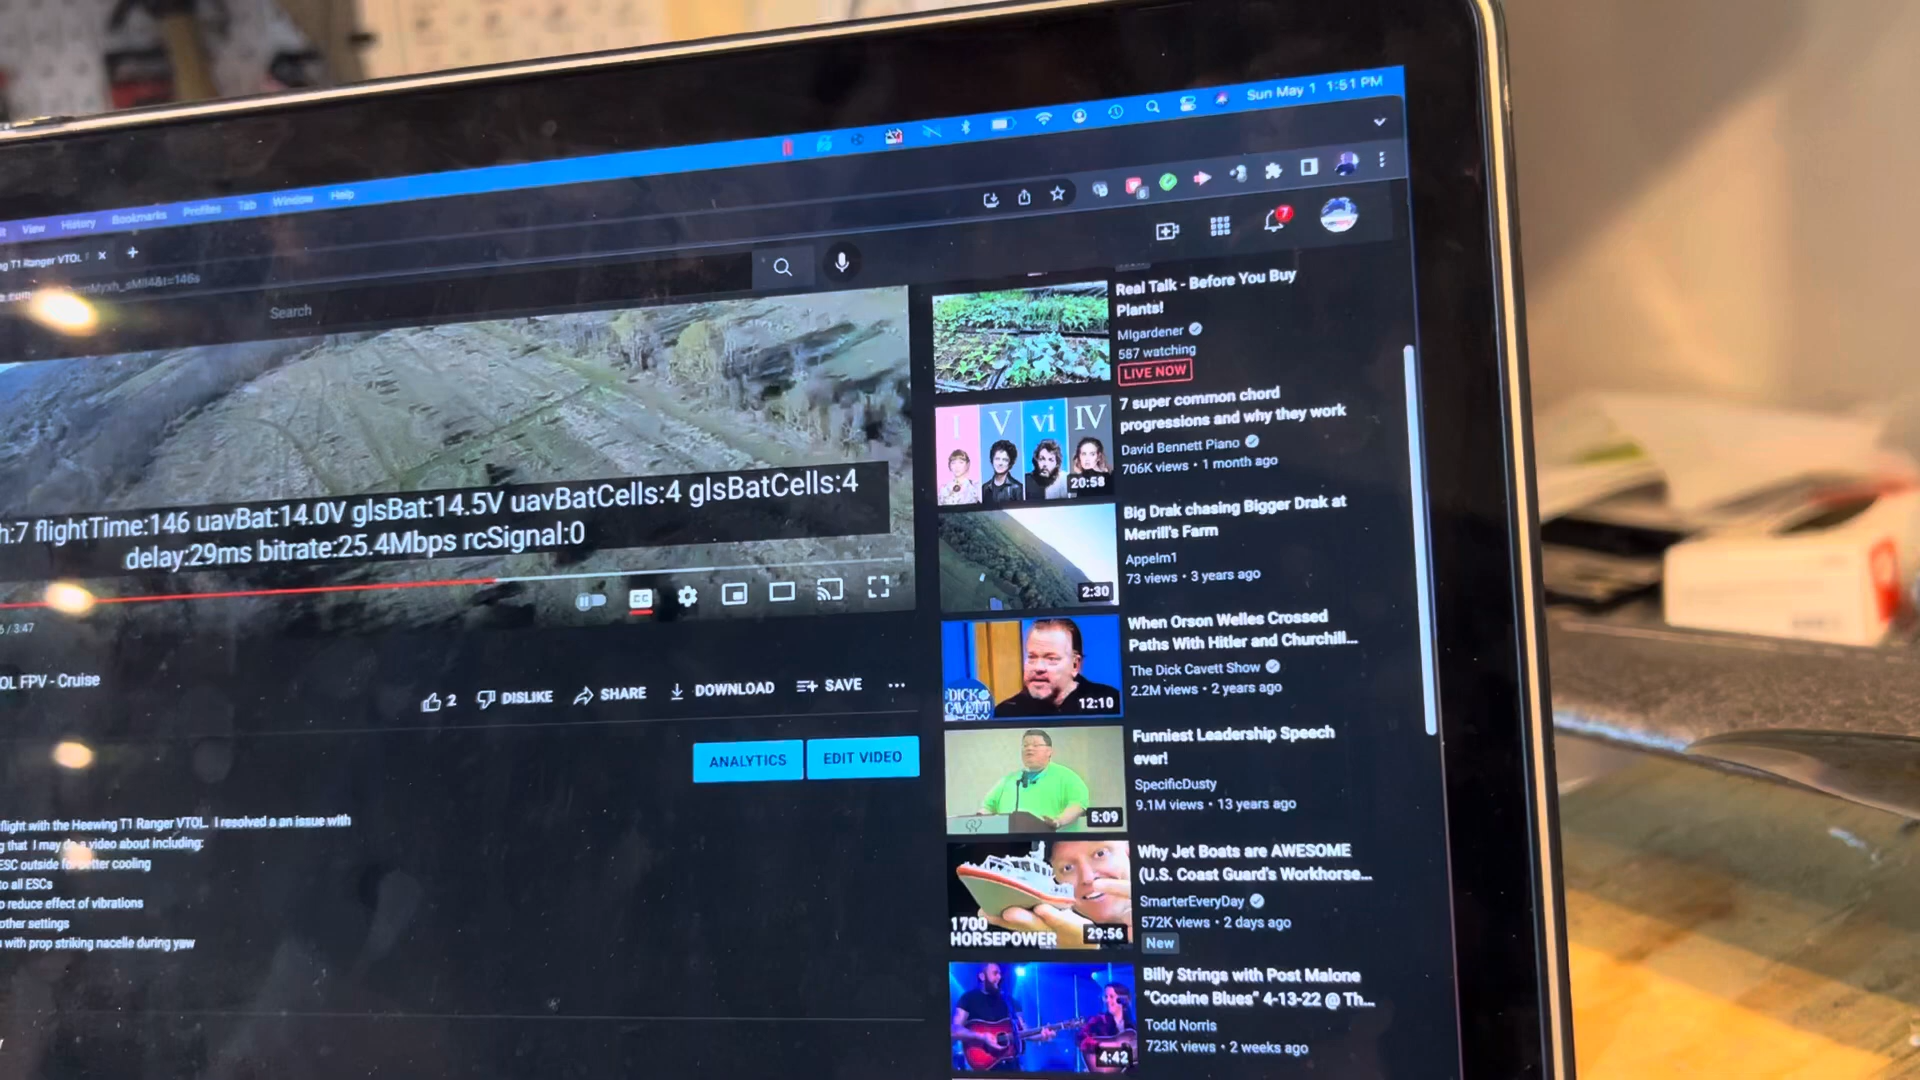 Sun May 1 1:51 PM
View History Bookmarks Profiles Tab Window Help
T1 Ranger VTOL
6
7
Search
:7 flightTime:146 uavBat:14.0V glsBat:14.5V uavBatCells:4 glsBatCells:4
delay:29ms bitrate:25.4Mbps rcSignal:0
CC
/ 3:47
OL FPV - Cruise
2 DISLIKE SHARE DOWNLOAD SAVE ...
ANALYTICS EDIT VIDEO
flight with the Heewing T1 Ranger VTOL. I resolved a an issue with
that I may do a video about including:
ESC outside for better cooling
to all ESCs
reduce effect of vibrations
other settings
with prop striking nacelle during yaw
Real Talk - Before You Buy
Plants!
MIgardener
587 watching
LIVE NOW
I V vi IV
20:58
7 super common chord
progressions and why they work
David Bennett Piano
706K views • 1 month ago
2:30
Big Drak chasing Bigger Drak at
Merrill's Farm
Appelm1
73 views • 3 years ago
DICK
CAVETT
SHOW
12:10
When Orson Welles Crossed
Paths With Hitler and Churchill...
The Dick Cavett Show
2.2M views • 2 years ago
5:09
Funniest Leadership Speech
ever!
SpecificDusty
9.1M views • 13 years ago
1700
HORSEPOWER
29:56
Why Jet Boats are AWESOME
(U.S. Coast Guard's Workhorse...
SmarterEveryDay
572K views • 2 days ago
New
4:42
Billy Strings with Post Malone
"Cocaine Blues" 4-13-22 @ Th...
Todd Norris
723K views • 2 weeks ago